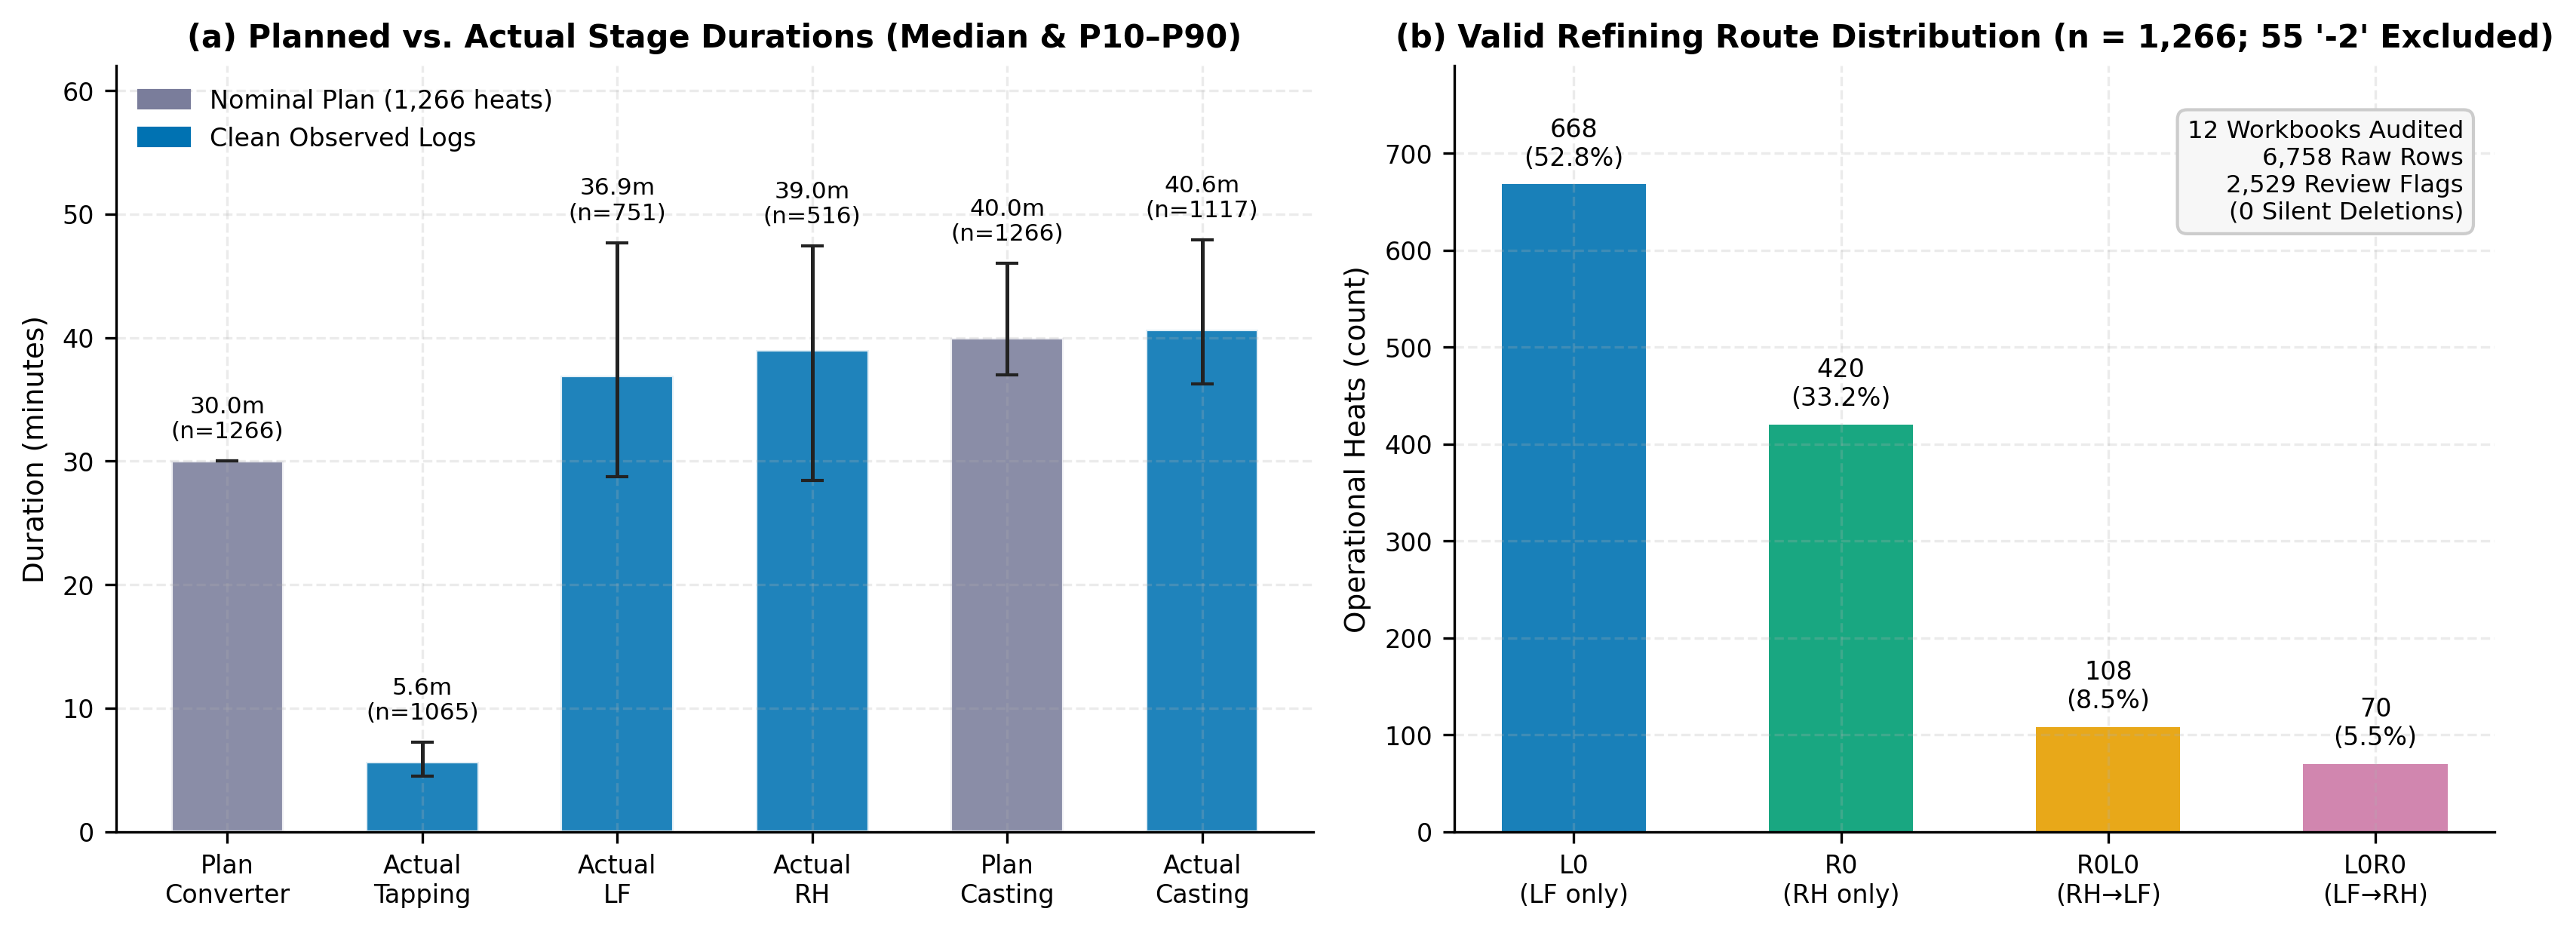 (a) Planned vs. Actual Stage Durations (Median & P10–P90)
Duration (minutes)
60
50
40
30
20
10
0
Nominal Plan (1,266 heats)
Clean Observed Logs
30.0m
(n=1266)
5.6m
(n=1065)
36.9m
(n=751)
39.0m
(n=516)
40.0m
(n=1266)
40.6m
(n=1117)
Plan
Converter
Actual
Tapping
Actual
LF
Actual
RH
Plan
Casting
Actual
Casting
(b) Valid Refining Route Distribution (n = 1,266; 55 '-2' Excluded)
Operational Heats (count)
700
600
500
400
300
200
100
0
668
(52.8%)
420
(33.2%)
108
(8.5%)
70
(5.5%)
12 Workbooks Audited
6,758 Raw Rows
2,529 Review Flags
(0 Silent Deletions)
L0
(LF only)
R0
(RH only)
R0L0
(RH→LF)
L0R0
(LF→RH)